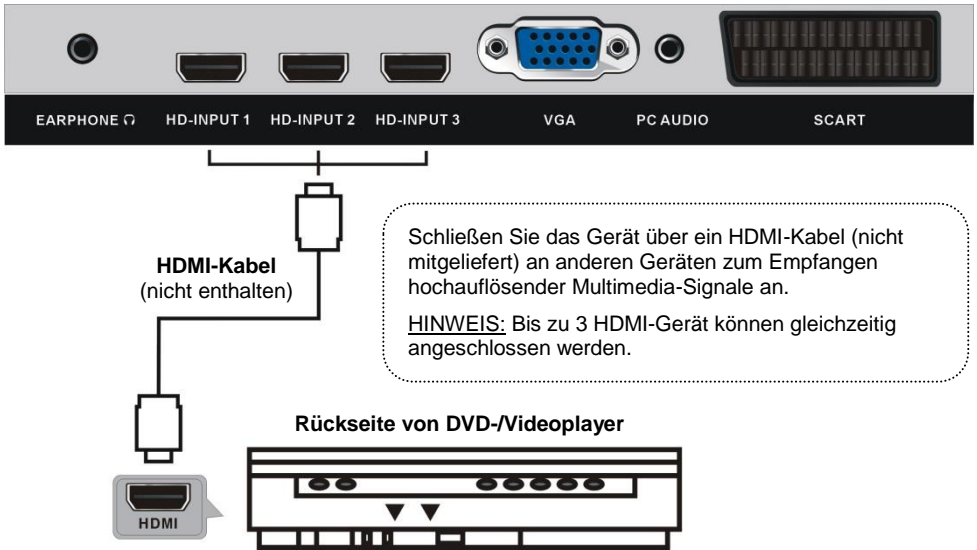 EARPHONE HD-INPUT 1 HD-INPUT 2 HD-INPUT 3 VGA PC AUDIO SCART
HDMI-Kabel
(nicht enthalten)
Schließen Sie das Gerät über ein HDMI-Kabel (nicht
mitgeliefert) an anderen Geräten zum Empfangen
hochauflösender Multimedia-Signale an.
HINWEIS: Bis zu 3 HDMI-Gerät können gleichzeitig
angeschlossen werden.
Rückseite von DVD-/Videoplayer
HDMI